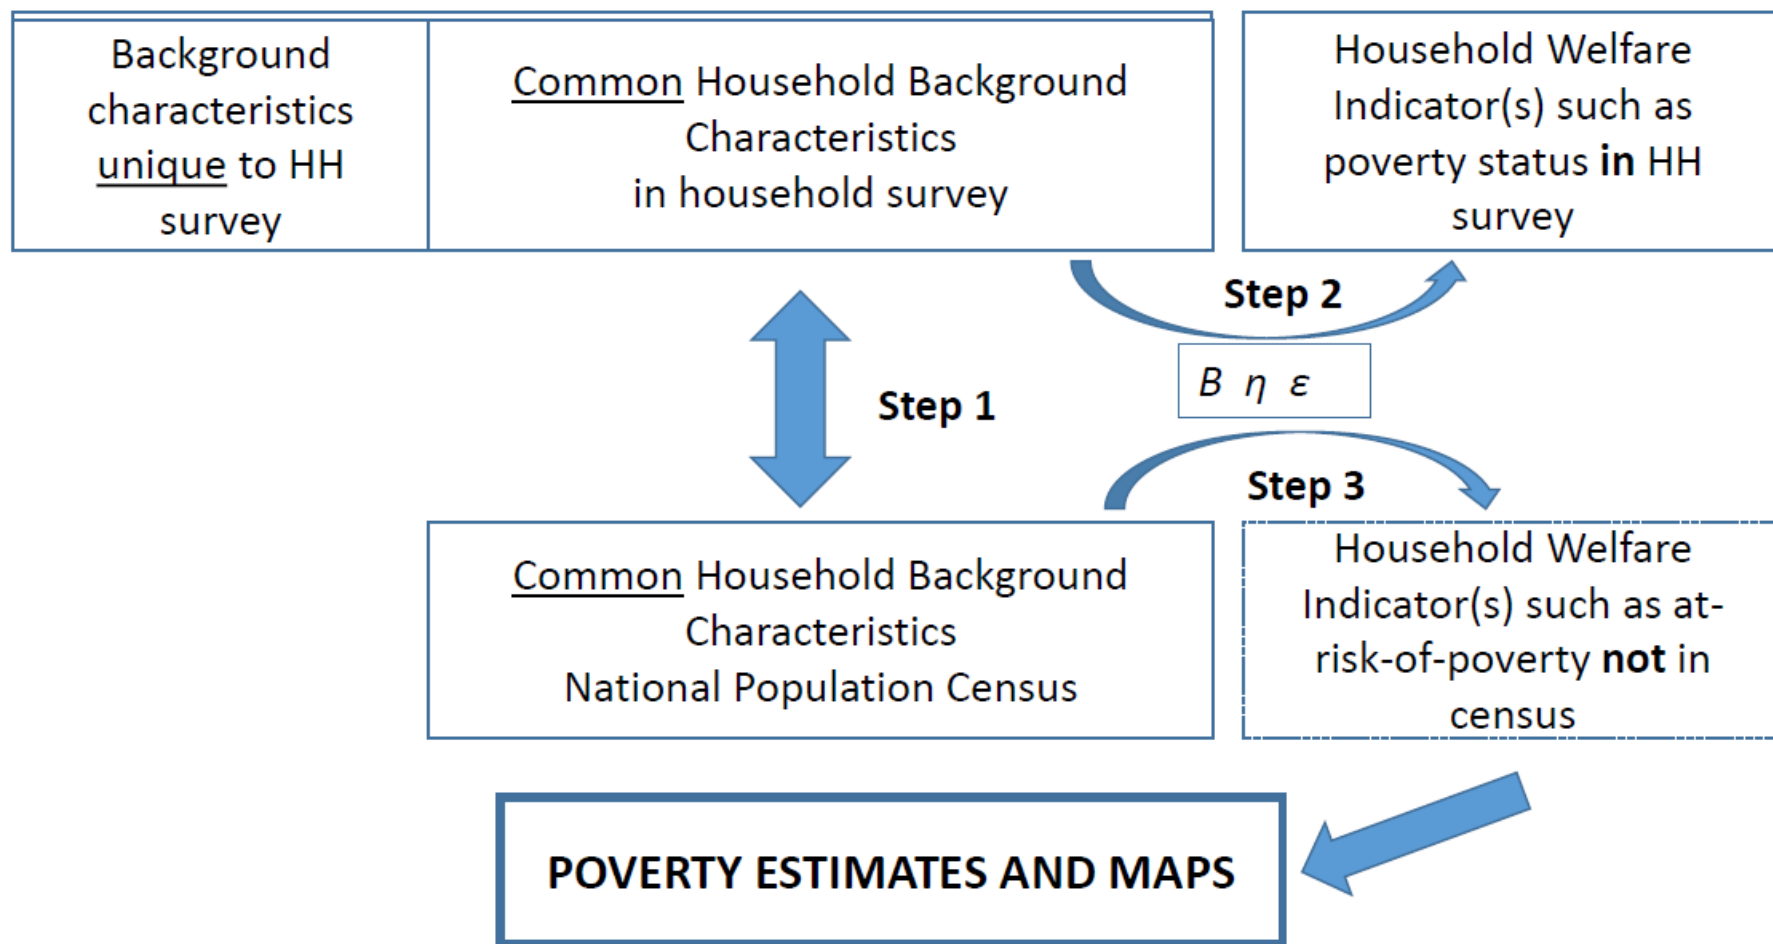 Background
characteristics
unique to HH
survey
Common Household Background
Characteristics
in household survey
Household Welfare
Indicator(s) such as
poverty status in HH
survey
Step 2
B η ε
Step 1
Step 3
Common Household Background
Characteristics
National Population Census
Household Welfare
Indicator(s) such as at-
risk-of-poverty not in
census
POVERTY ESTIMATES AND MAPS